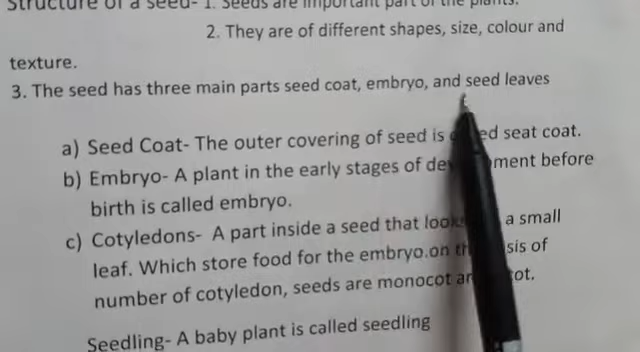 Structure of a seed- 1. Seeds are important part of the plants.
2. They are of different shapes, size, colour and
texture.
3. The seed has three main parts seed coat, embryo, and seed leaves
a) Seed Coat- The outer covering of seed is ed seat coat.
b) Embryo- A plant in the early stages of de ment before
birth is called embryo.
c) Cotyledons- A part inside a seed that look a small
leaf. Which store food for the embryo.on th sis of
number of cotyledon, seeds are monocot a ot.
Seedling- A baby plant is called seedling